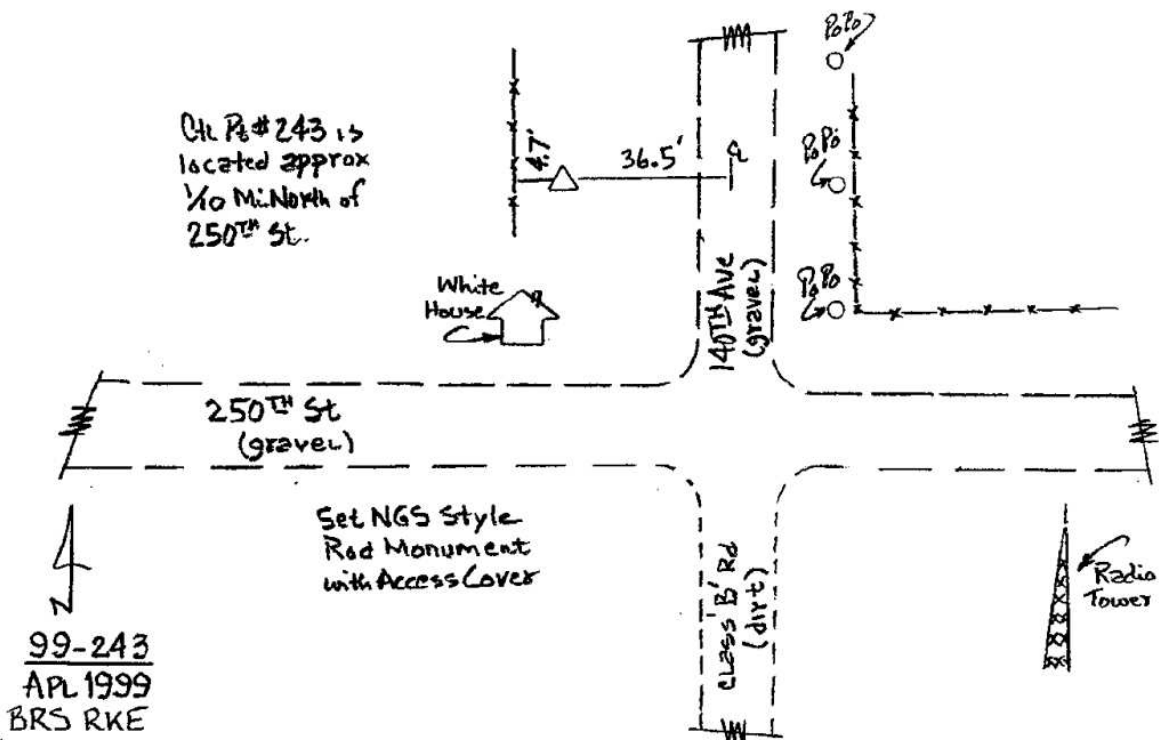 Ctl Pt #243 is
located approx
1/10 Mi. North of
250TH St.
4.7'
36.5'
℄
PoPo
PoPo
PoPo
White
House
140TH Ave
(gravel)
250TH St
(gravel)
Set NGS Style
Rod Monument
with Access Cover
Class 'B' Rd
(dirt)
Radio
Tower
N
99-243
APL 1999
BRS RKE